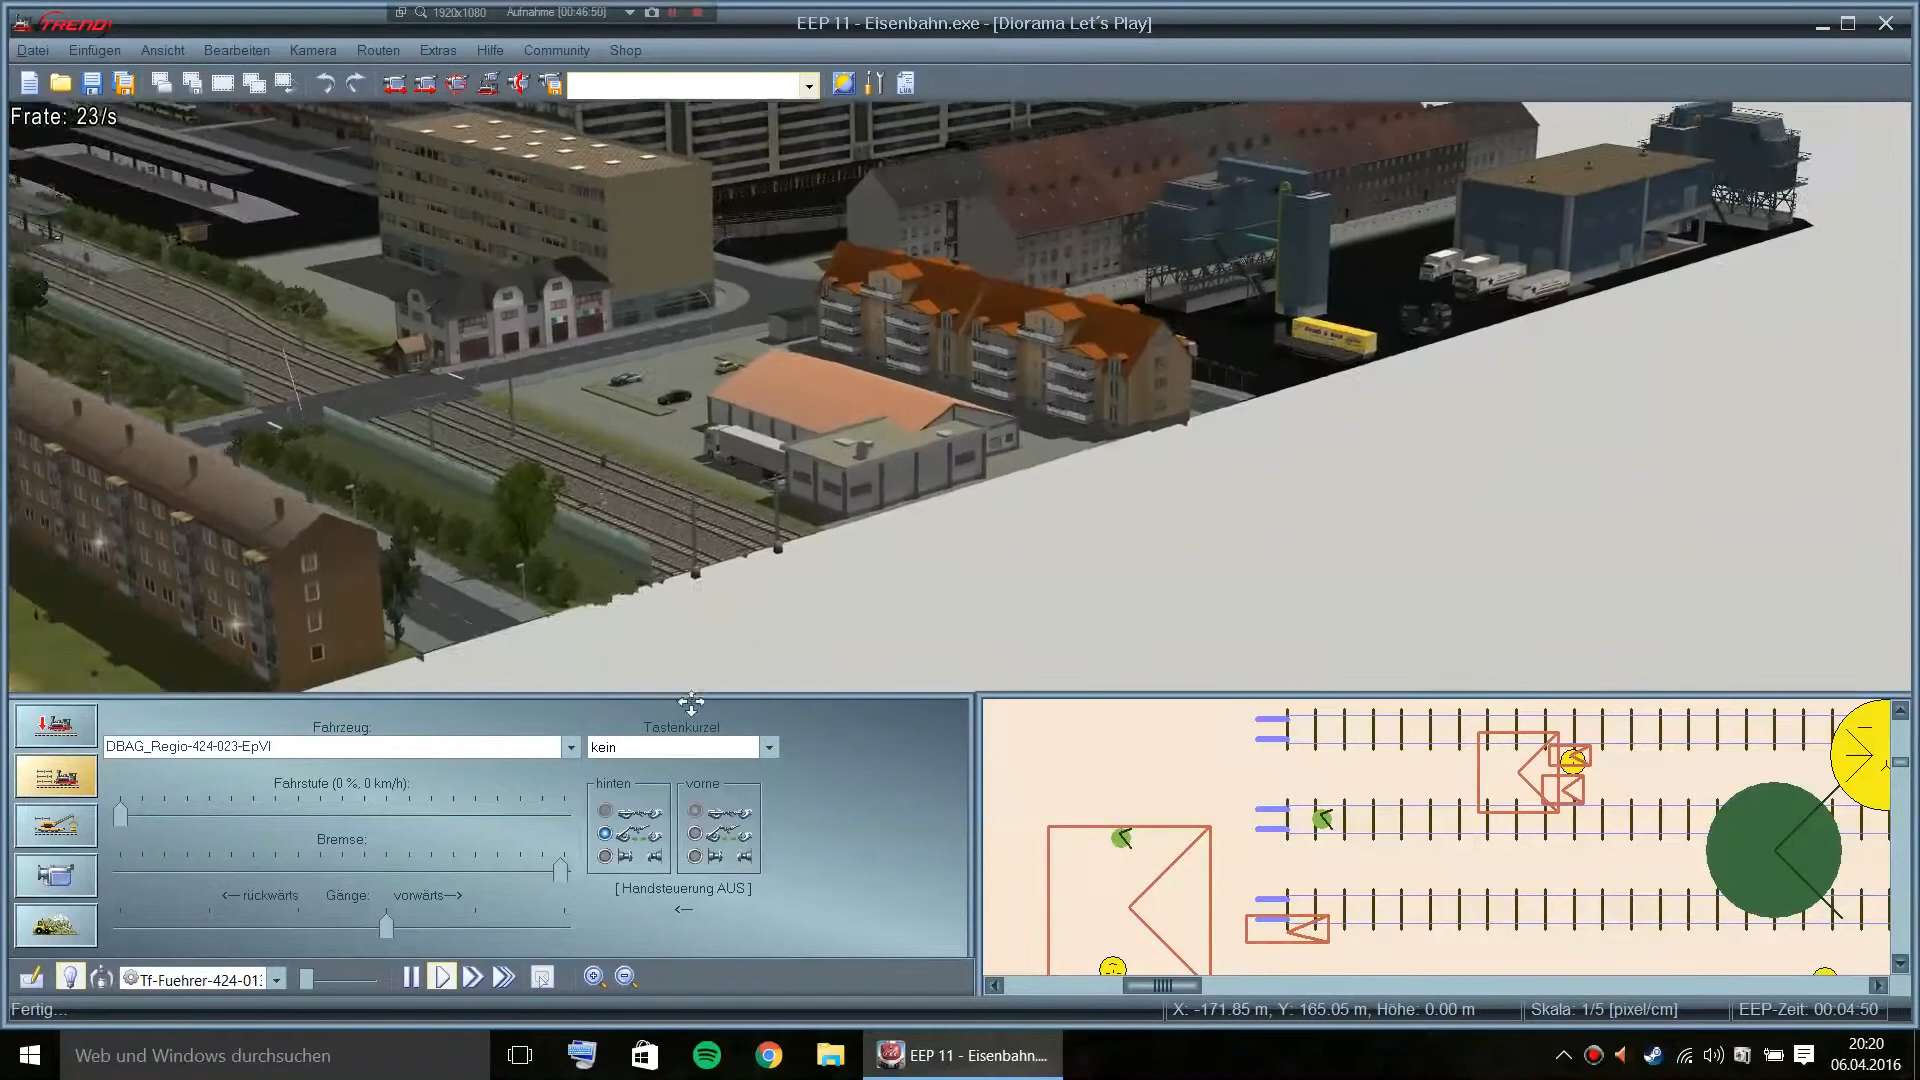 1920x1080 Aufnahme [00:46:50]
TREND
EEP 11 - Eisenbahn.exe - [Diorama Let´s Play]
Datei Einfügen Ansicht Bearbeiten Kamera Routen Extras Hilfe Community Shop
LUA
Frate: 23/s
Fahrzeug:
DBAG_Regio-424-023-EpVI
Tastenkürzel
kein
Fahrstufe (0 %, 0 km/h):
hinten vorne
Bremse:
<-- rückwärts Gänge: vorwärts-->
[ Handsteuerung AUS ]
<--
Tf-Fuehrer-424-01
Fertig...
X: -171.85 m, Y: 165.05 m, Höhe: 0.00 m
Skala: 1/5 [pixel/cm]
EEP-Zeit: 00:04:50
Web und Windows durchsuchen
EEP 11 - Eisenbahn....
20:20
06.04.2016